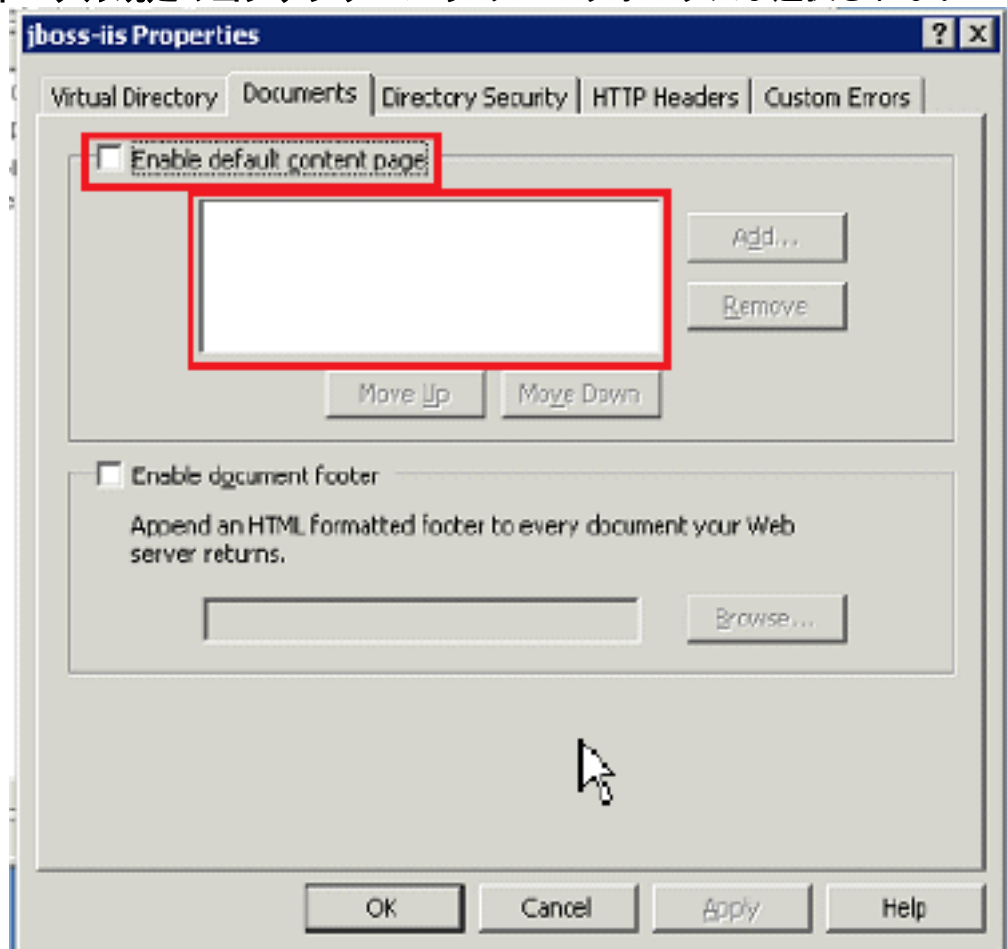 jboss-iis Properties
Virtual Directory Documents Directory Security HTTP Headers Custom Errors
Enable default content page
Add...
Remove
Move Up Move Down
Enable document footer
Append an HTML formatted footer to every document your Web
server returns.
Browse...
OK Cancel Apply Help